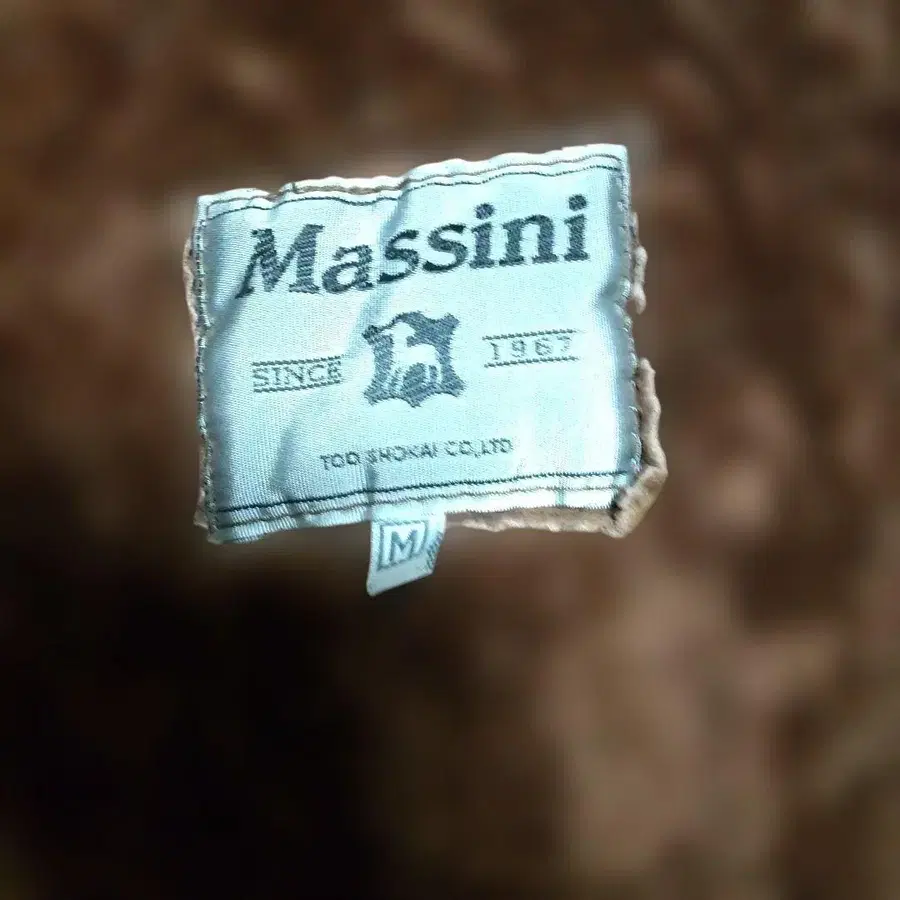 Massini
SINCE 1967
TOO SHOKAI CO.,LTD
M